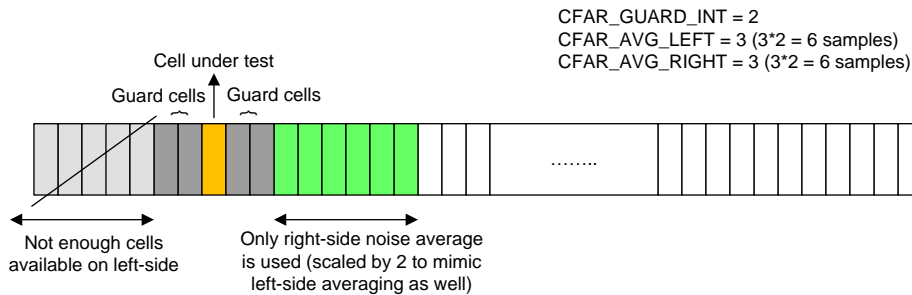 CFAR_GUARD_INT = 2
CFAR_AVG_LEFT = 3 (3*2 = 6 samples)
CFAR_AVG_RIGHT = 3 (3*2 = 6 samples)
Cell under test
Guard cells
Guard cells
……..
Not enough cells
available on left-side
Only right-side noise average
is used (scaled by 2 to mimic
left-side averaging as well)